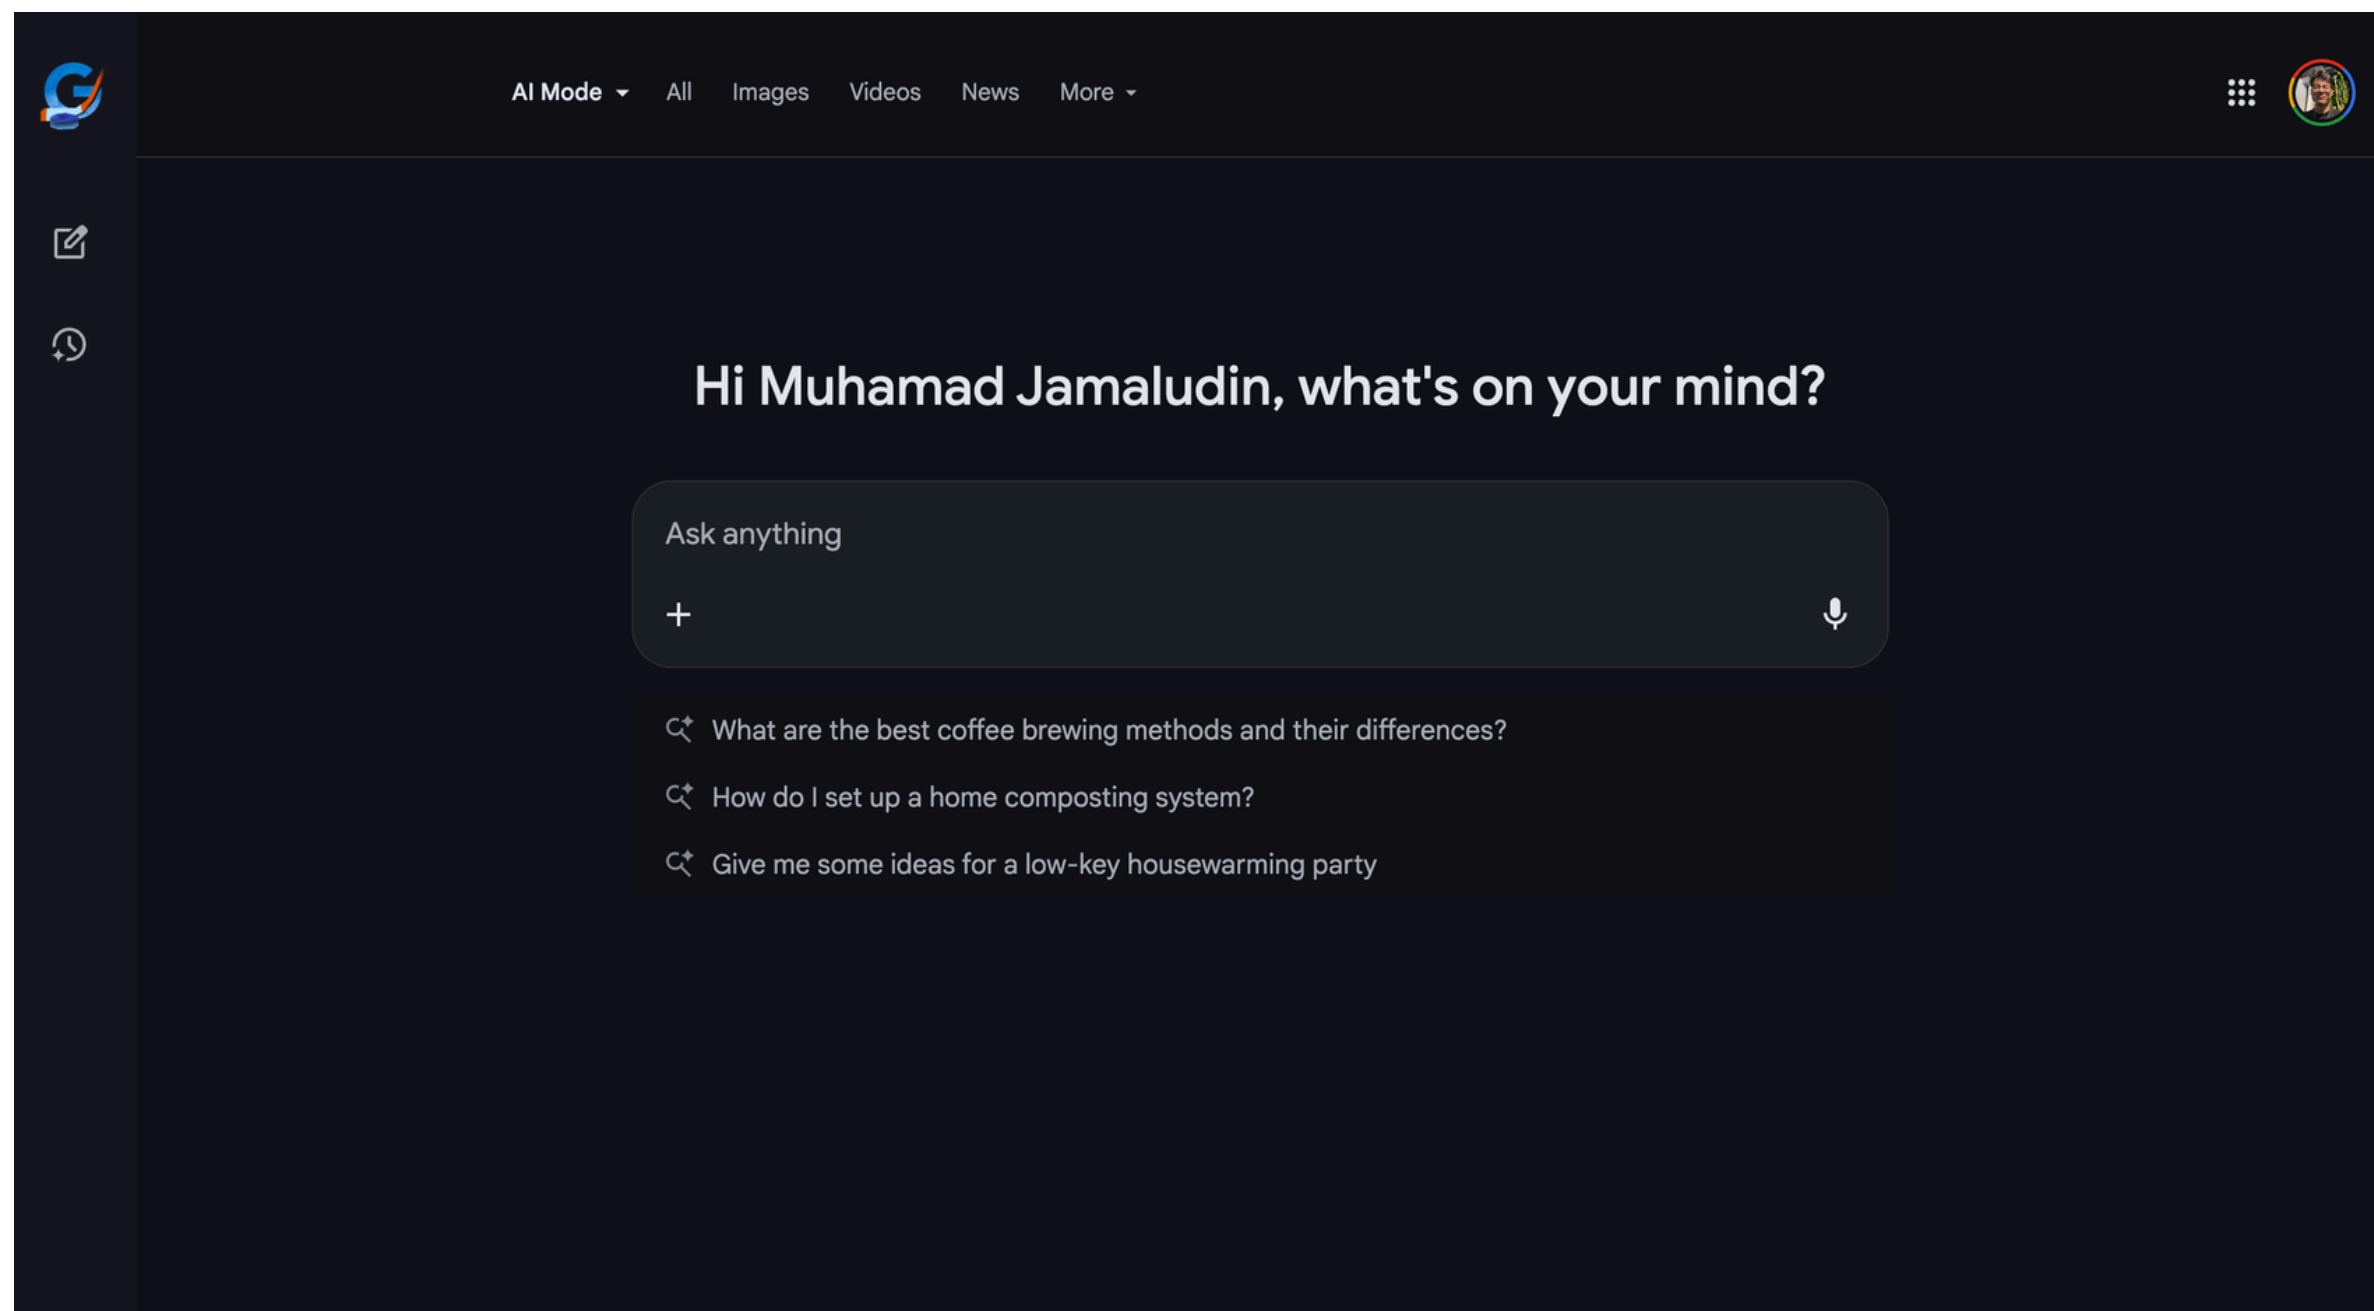 AI Mode All Images Videos News More
Hi Muhamad Jamaludin, what's on your mind?
Ask anything
What are the best coffee brewing methods and their differences?
How do I set up a home composting system?
Give me some ideas for a low-key housewarming party